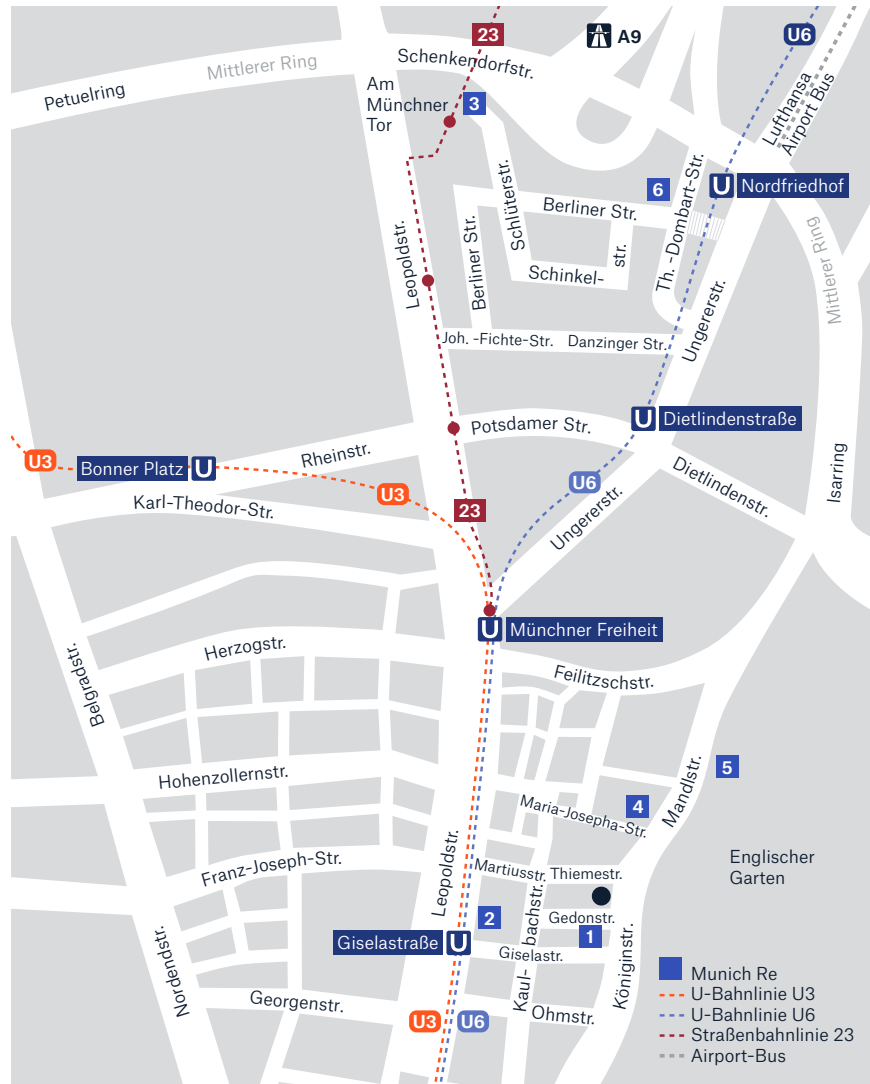 23
A9
U6
Schenkendorfstr.
Mittlerer Ring
Petuelring
Am
Münchner
Tor
3
Lufthansa
Airport Bus
Nordfriedhof
U
6
Berliner Str.
Schlüterstr.
Th. -Dombart-Str.
Berliner Str.
Schinkel-
str.
Leopoldstr.
Mittlerer Ring
Ungererstr.
Joh. -Fichte-Str.
Danzinger Str.
U
Dietlindenstraße
Potsdamer Str.
U3
Bonner Platz
U
Rheinstr.
U3
Karl-Theodor-Str.
23
U6
Ungererstr.
Dietlindenstr.
Isarring
U
Münchner Freiheit
Belgradstr.
Herzogstr.
Feilitzschstr.
Hohenzollernstr.
5
4
Mandlstr.
Maria-Josepha-Str.
Franz-Joseph-Str.
Leopoldstr.
Martiusstr.
Thiemestr.
Englischer
Garten
2
Gedonstr.
1
Giselastraße
U
Giselastr.
Kaul-
bachstr.
Königinstr.
Nordendstr.
Georgenstr.
U3
U6
Ohmstr.
Munich Re
U-Bahnlinie U3
U-Bahnlinie U6
Straßenbahnlinie 23
Airport-Bus